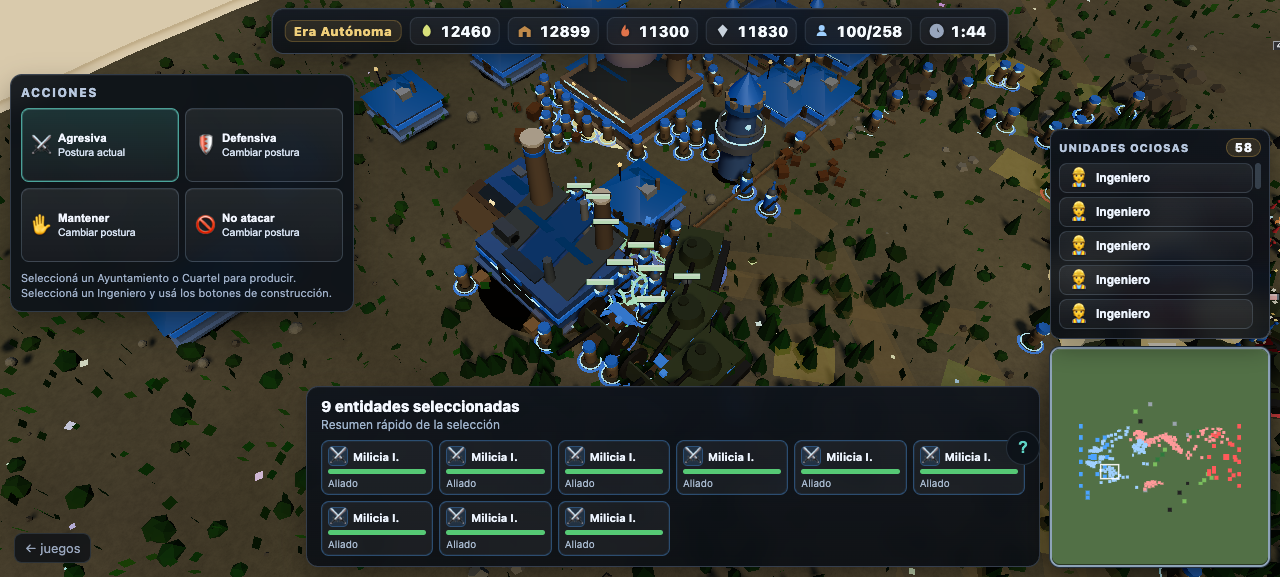 Era Autónoma
12460
12899
11300
11830
100/258
1:44
ACCIONES
Agresiva
Postura actual
Defensiva
Cambiar postura
Mantener
Cambiar postura
No atacar
Cambiar postura
Seleccioná un Ayuntamiento o Cuartel para producir.
Seleccioná un Ingeniero y usá los botones de construcción.
UNIDADES OCIOSAS
58
Ingeniero
Ingeniero
Ingeniero
Ingeniero
Ingeniero
9 entidades seleccionadas
Resumen rápido de la selección
Milicia I.
Aliado
Milicia I.
Aliado
Milicia I.
Aliado
Milicia I.
Aliado
Milicia I.
Aliado
Milicia I.
Aliado
Milicia I.
Aliado
Milicia I.
Aliado
Milicia I.
Aliado
?
← juegos